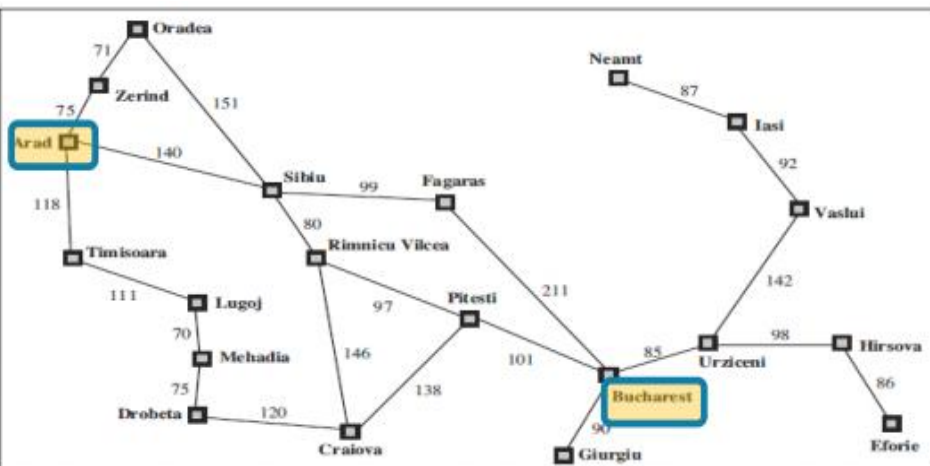 Oradea
Neamt
71
87
Zerind
151
75
Iasi
Arad
140
92
Sibiu
99
Fagaras
118
Vaslui
80
Timisoara
Rimnicu Vilcea
142
111
Lugoj
97
Pitesti
211
70
98
Hirsova
146
101
85
Urziceni
Mehadia
75
138
86
Bucharest
Drobeta
120
90
Craiova
Giurgiu
Eforie